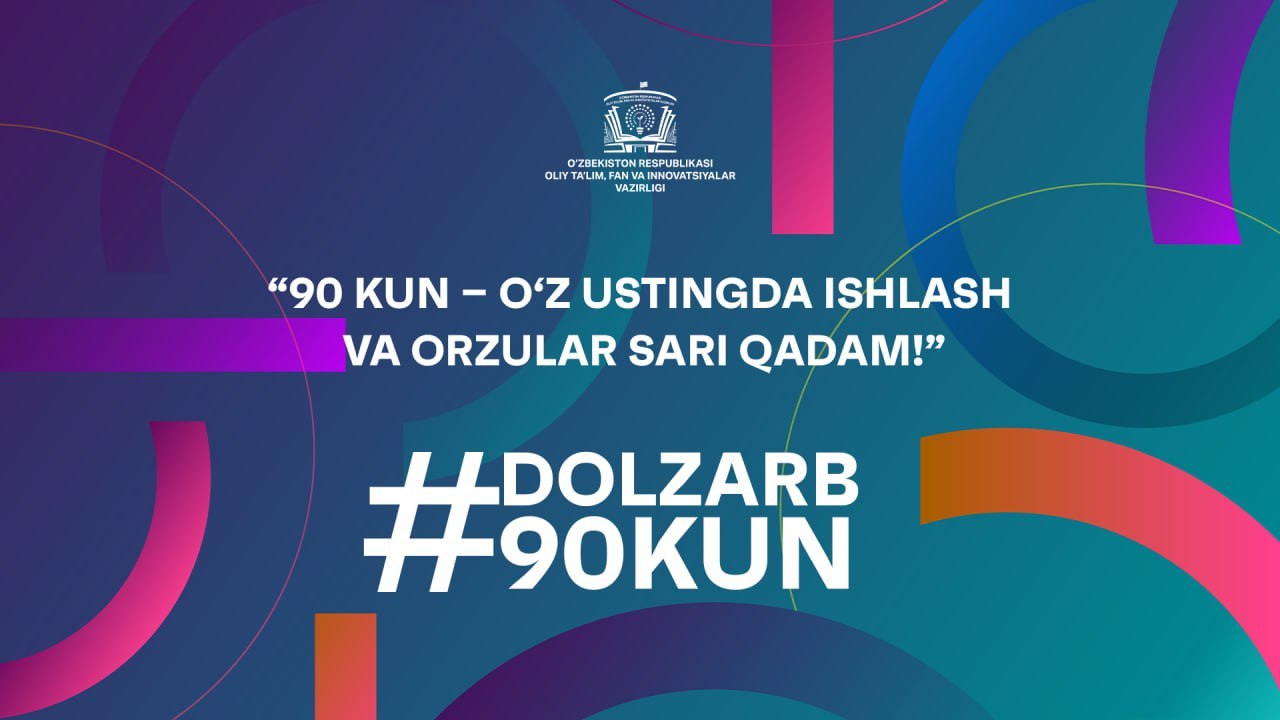 O‘ZBEKISTON RESPUBLIKASI
OLIY TA’LIM, FAN VA INNOVATSIYALAR
VAZIRLIGI
“90 KUN – O‘Z USTINGDA ISHLASH
VA ORZULAR SARI QADAM!”
#DOLZARB
90KUN